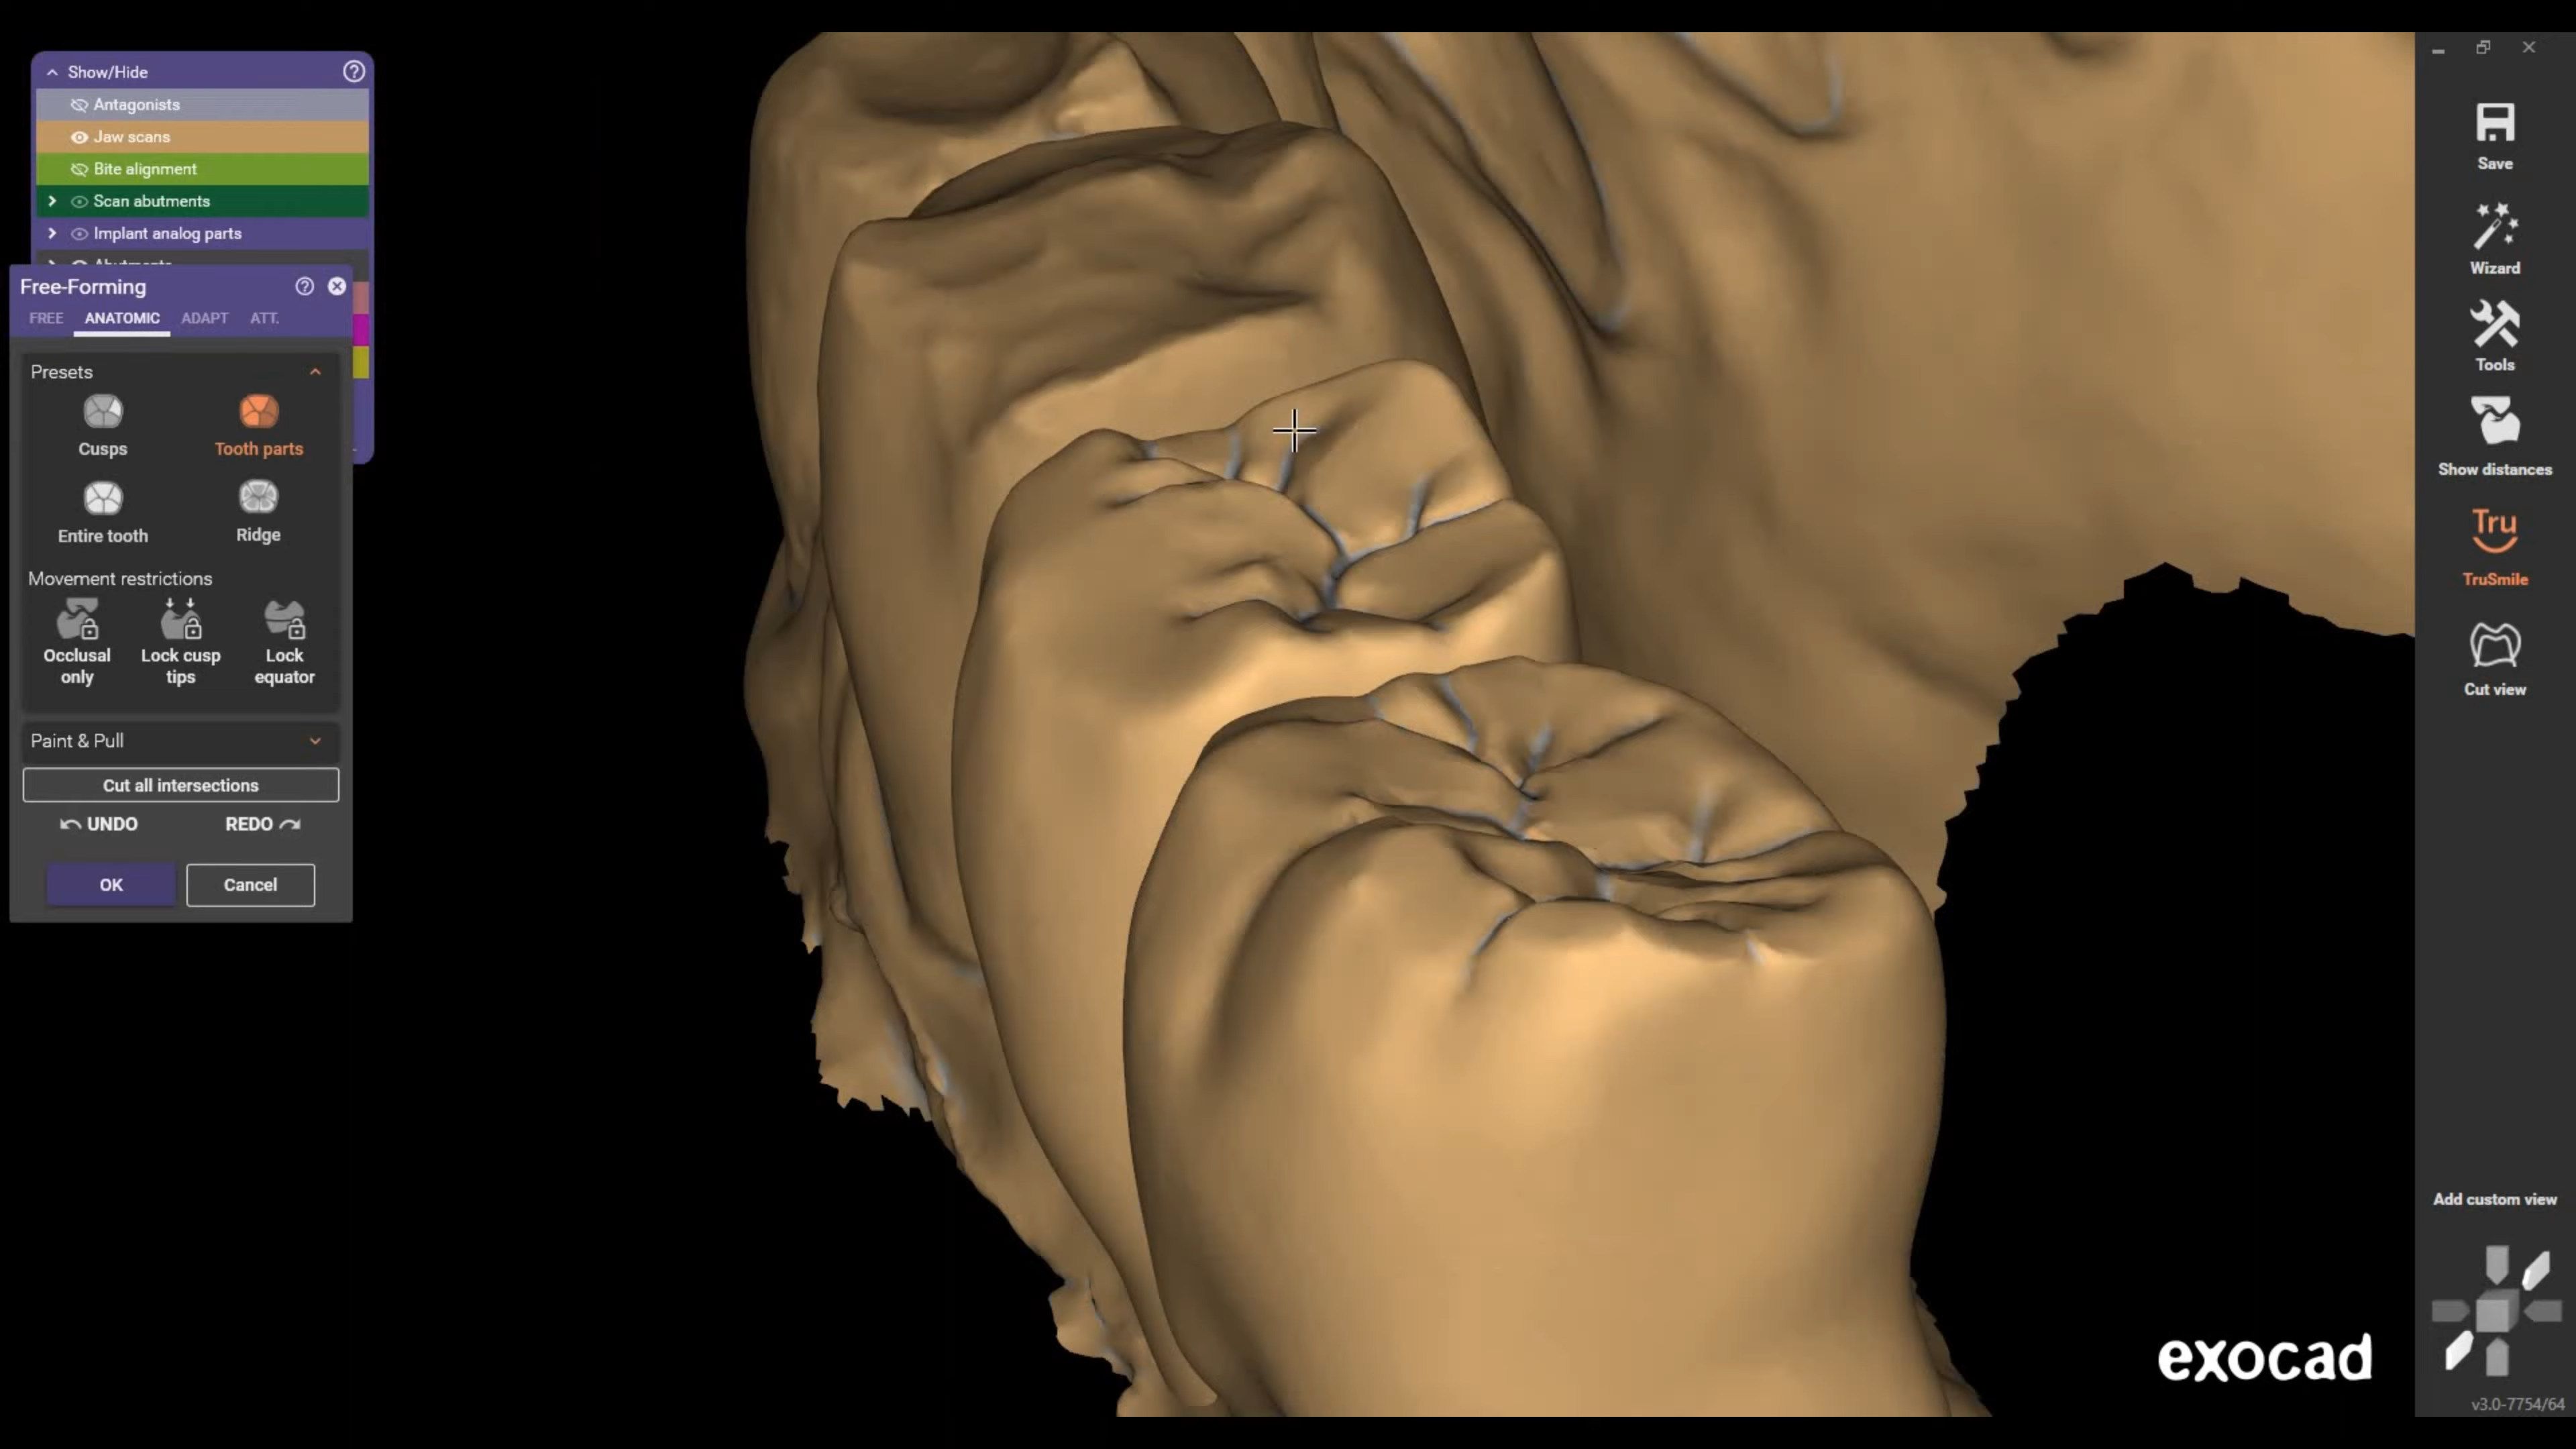 Show/Hide
Antagonists
Jaw scans
Bite alignment
Scan abutments
Implant analog parts
Abutments
Free-Forming
FREE ANATOMIC ADAPT ATT.
Presets
Cusps Tooth parts
Entire tooth Ridge
Movement restrictions
Occlusal only
Lock cusp tips
Lock equator
Paint & Pull
Cut all intersections
UNDO REDO
OK Cancel
Save
Wizard
Tools
Show distances
Tru
TruSmile
Cut view
Add custom view
exocad
v3.0-7754/64